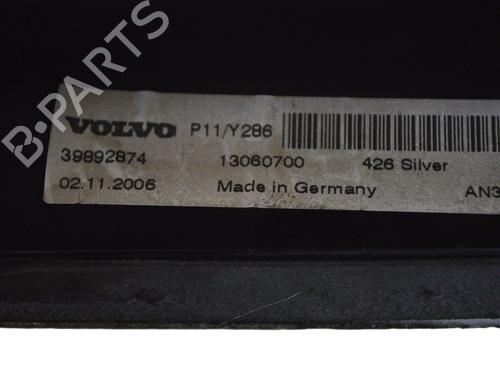 VOLVO P11/Y286
39892874 13060700 426 Silver
02.11.2006 Made in Germany AN3
B-PARTS